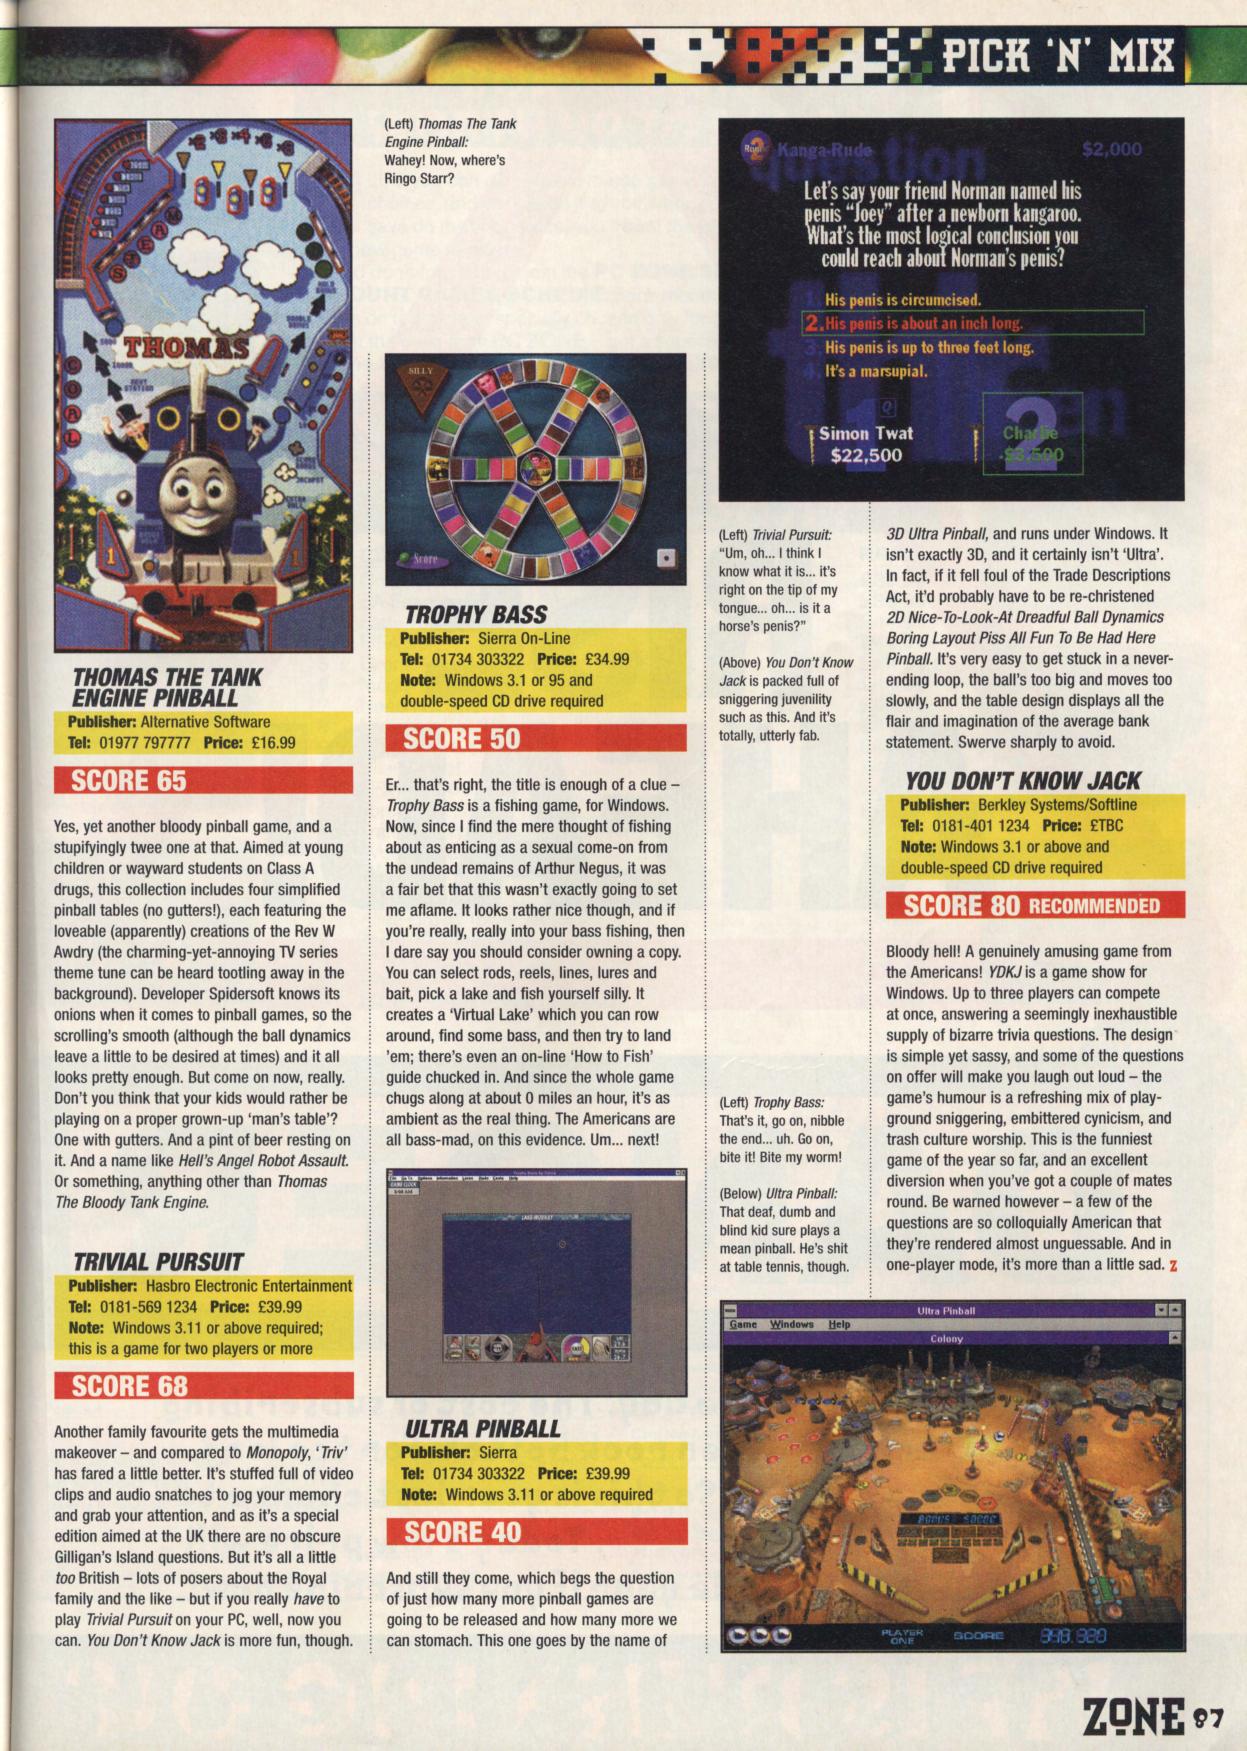 PICK 'N' MIX
THOMAS
(Left) Thomas The Tank
Engine Pinball:
Wahey! Now, where's
Ringo Starr?
THOMAS THE TANK
ENGINE PINBALL
Publisher: Alternative Software
Tel: 01977 797777 Price: £16.99
SCORE 65
Yes, yet another bloody pinball game, and a
stupifyingly twee one at that. Aimed at young
children or wayward students on Class A
drugs, this collection includes four simplified
pinball tables (no gutters!), each featuring the
loveable (apparently) creations of the Rev W
Awdry (the charming-yet-annoying TV series
theme tune can be heard tootling away in the
background). Developer Spidersoft knows its
onions when it comes to pinball games, so the
scrolling's smooth (although the ball dynamics
leave a little to be desired at times) and it all
looks pretty enough. But come on now, really.
Don't you think that your kids would rather be
playing on a proper grown-up 'man's table'?
One with gutters. And a pint of beer resting on
it. And a name like Hell's Angel Robot Assault.
Or something, anything other than Thomas
The Bloody Tank Engine.
TRIVIAL PURSUIT
Publisher: Hasbro Electronic Entertainment
Tel: 0181-569 1234 Price: £39.99
Note: Windows 3.11 or above required;
this is a game for two players or more
SCORE 68
Another family favourite gets the multimedia
makeover – and compared to Monopoly, 'Triv'
has fared a little better. It's stuffed full of video
clips and audio snatches to jog your memory
and grab your attention, and as it's a special
edition aimed at the UK there are no obscure
Gilligan's Island questions. But it's all a little
too British – lots of posers about the Royal
family and the like – but if you really have to
play Trivial Pursuit on your PC, well, now you
can. You Don't Know Jack is more fun, though.
SILLY
Score
TROPHY BASS
Publisher: Sierra On-Line
Tel: 01734 303322 Price: £34.99
Note: Windows 3.1 or 95 and
double-speed CD drive required
SCORE 50
Er... that's right, the title is enough of a clue –
Trophy Bass is a fishing game, for Windows.
Now, since I find the mere thought of fishing
about as enticing as a sexual come-on from
the undead remains of Arthur Negus, it was
a fair bet that this wasn't exactly going to set
me aflame. It looks rather nice though, and if
you're really, really into your bass fishing, then
I dare say you should consider owning a copy.
You can select rods, reels, lines, lures and
bait, pick a lake and fish yourself silly. It
creates a 'Virtual Lake' which you can row
around, find some bass, and then try to land
'em; there's even an on-line 'How to Fish'
guide chucked in. And since the whole game
chugs along at about 0 miles an hour, it's as
ambient as the real thing. The Americans are
all bass-mad, on this evidence. Um... next!
ULTRA PINBALL
Publisher: Sierra
Tel: 01734 303322 Price: £39.99
Note: Windows 3.11 or above required
SCORE 40
And still they come, which begs the question
of just how many more pinball games are
going to be released and how many more we
can stomach. This one goes by the name of
Kanga-Rude
$2,000
Let's say your friend Norman named his
penis "Joey" after a newborn kangaroo.
What's the most logical conclusion you
could reach about Norman's penis?
1. His penis is circumcised.
2. His penis is about an inch long.
3. His penis is up to three feet long.
4. It's a marsupial.
Simon Twat
$22,500
Charlie
-$3,500
(Left) Trivial Pursuit:
"Um, oh... I think I
know what it is... it's
right on the tip of my
tongue... oh... is it a
horse's penis?"
(Above) You Don't Know
Jack is packed full of
sniggering juvenility
such as this. And it's
totally, utterly fab.
(Left) Trophy Bass:
That's it, go on, nibble
the end... uh. Go on,
bite it! Bite my worm!
(Below) Ultra Pinball:
That deaf, dumb and
blind kid sure plays a
mean pinball. He's shit
at table tennis, though.
3D Ultra Pinball, and runs under Windows. It
isn't exactly 3D, and it certainly isn't 'Ultra'.
In fact, if it fell foul of the Trade Descriptions
Act, it'd probably have to be re-christened
2D Nice-To-Look-At Dreadful Ball Dynamics
Boring Layout Piss All Fun To Be Had Here
Pinball. It's very easy to get stuck in a never-
ending loop, the ball's too big and moves too
slowly, and the table design displays all the
flair and imagination of the average bank
statement. Swerve sharply to avoid.
YOU DON'T KNOW JACK
Publisher: Berkley Systems/Softline
Tel: 0181-401 1234 Price: £TBC
Note: Windows 3.1 or above and
double-speed CD drive required
SCORE 80 RECOMMENDED
Bloody hell! A genuinely amusing game from
the Americans! YDKJ is a game show for
Windows. Up to three players can compete
at once, answering a seemingly inexhaustible
supply of bizarre trivia questions. The design
is simple yet sassy, and some of the questions
on offer will make you laugh out loud – the
game's humour is a refreshing mix of play-
ground sniggering, embittered cynicism, and
trash culture worship. This is the funniest
game of the year so far, and an excellent
diversion when you've got a couple of mates
round. Be warned however – a few of the
questions are so colloquially American that
they're rendered almost unguessable. And in
one-player mode, it's more than a little sad. Z
Ultra Pinball
Game Windows Help
Colony
PLAYER
ONE
SCORE
ZONE 87